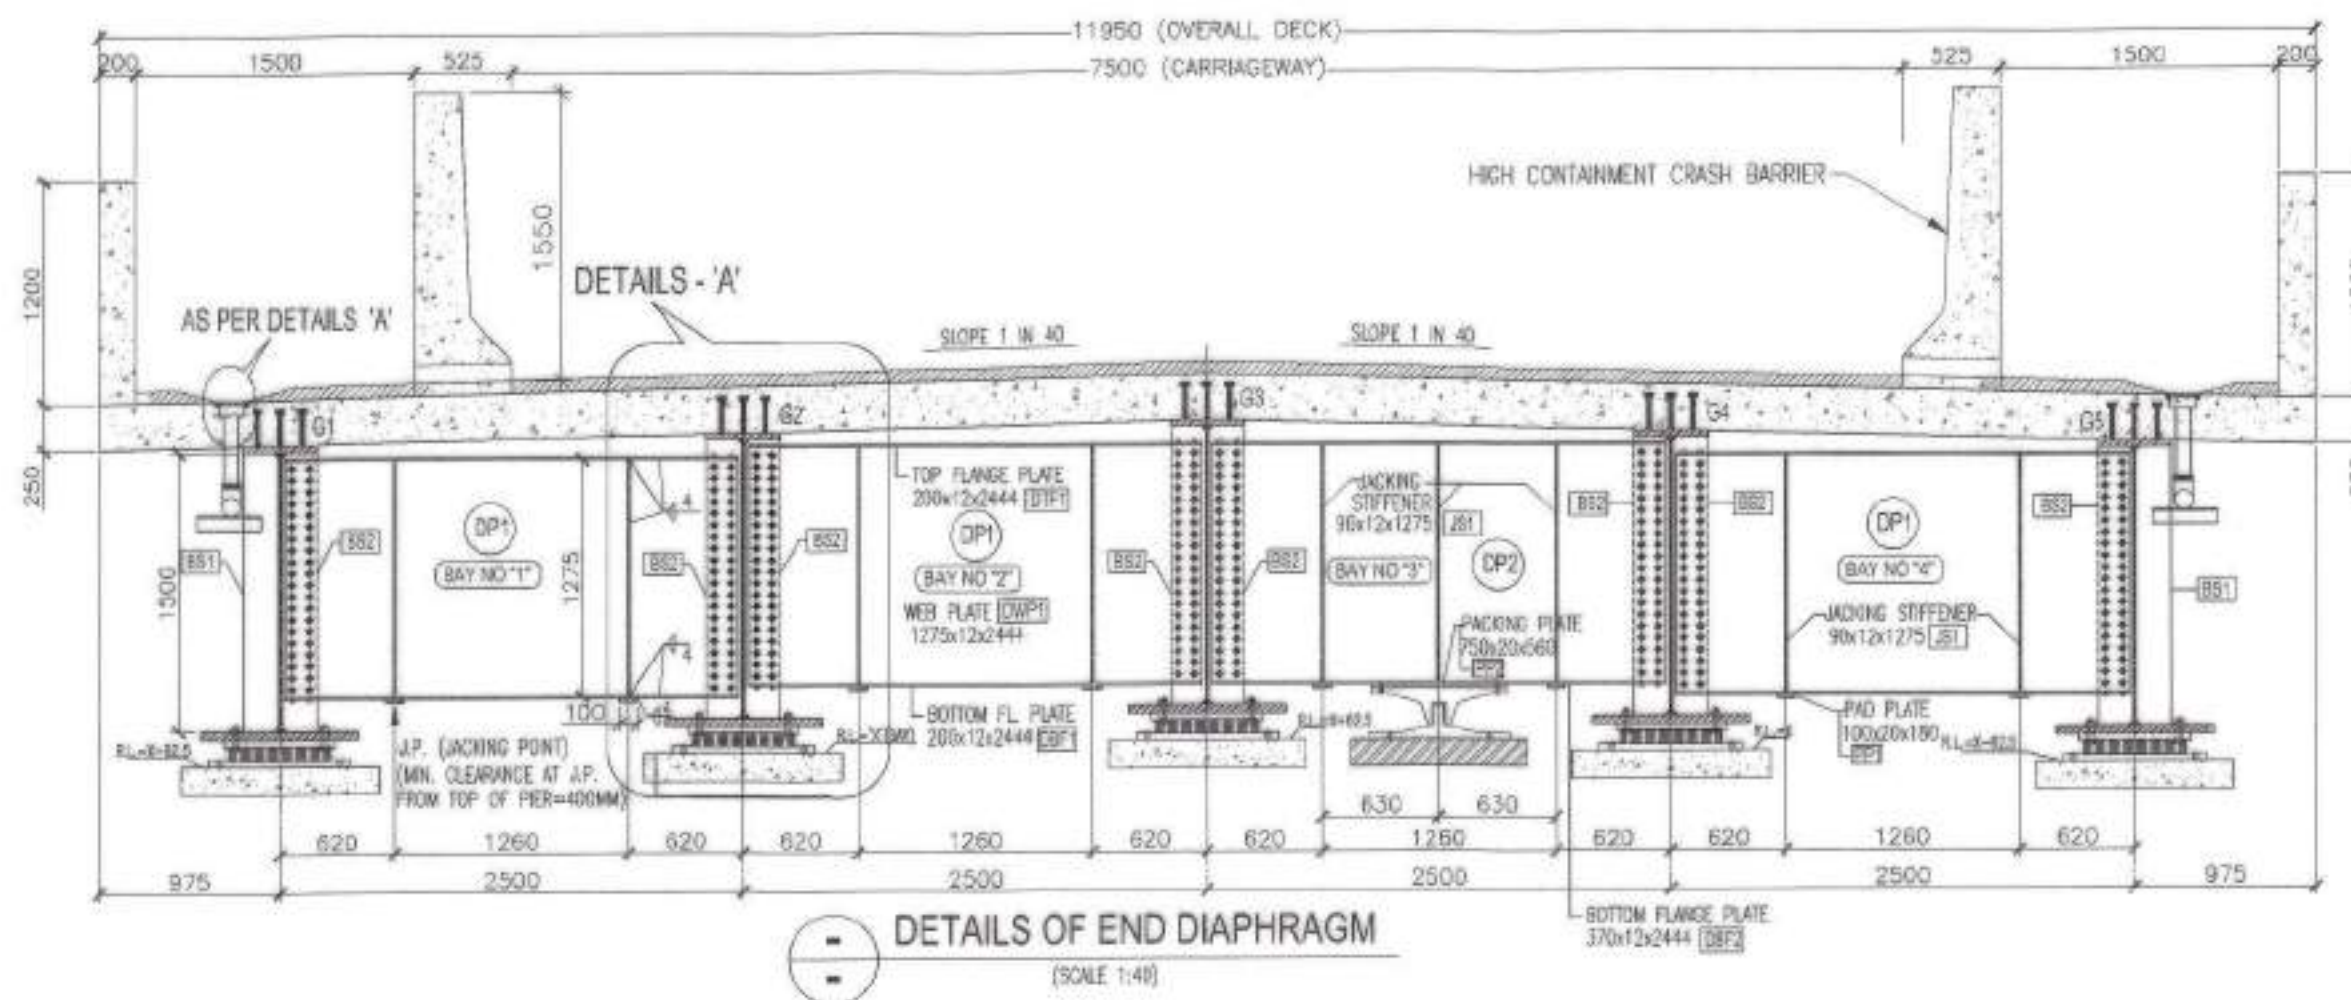 11950 (OVERALL DECK)
200
1500
525
7500 (CARRIAGEWAY)
525
1500
200
HIGH CONTAINMENT CRASH BARRIER
1550
1200
DETAILS - 'A'
AS PER DETAILS 'A'
SLOPE 1 IN 40
SLOPE 1 IN 40
G1
G2
G3
G4
G5
250
TOP FLANGE PLATE
200x12x2444 DTF1
JACKING
STIFFENER
90x12x1275 JS1
4
BS1
BS2
DP1
BAY NO "1"
1500
1275
BS2
BS2
DP1
BAY NO "2"
WEB PLATE DWP1
1275x12x2444
BS2
BS2
BAY NO "3"
DP2
PACKING PLATE
750x20x560
BS2
BS2
DP1
BAY NO "4"
JACKING STIFFENER
90x12x1275 JS1
BS2
BS1
4
100
BOTTOM FL. PLATE
200x12x2444 DBF1
PAD PLATE
100x20x180
PP1
J.P. (JACKING POINT)
(MIN. CLEARANCE AT J.P.
FROM TOP OF PIER=400MM)
630
630
620
1260
620
620
1260
620
620
1260
620
620
1260
620
975
2500
2500
2500
2500
975
BOTTOM FLANGE PLATE
370x12x2444 DBF2
DETAILS OF END DIAPHRAGM
(SCALE 1:40)